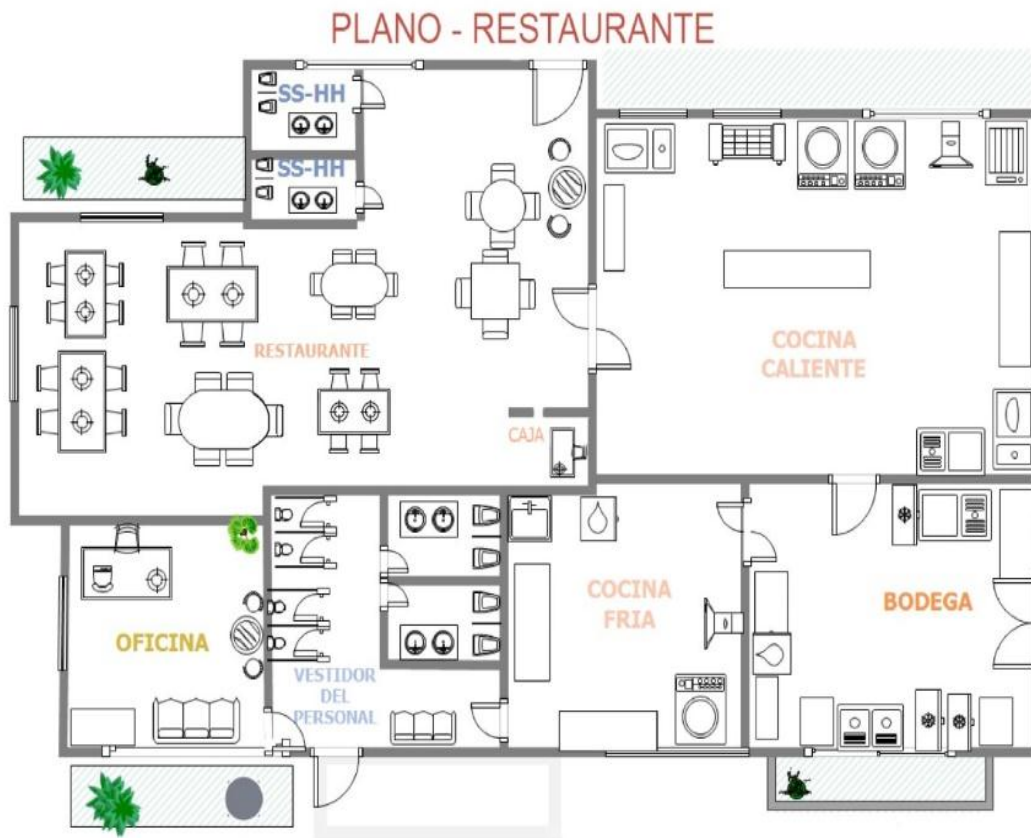 PLANO - RESTAURANTE
SS-HH
SS-HH
RESTAURANTE
COCINA
CALIENTE
CAJA
COCINA
FRIA
BODEGA
OFICINA
VESTIDOR
DEL
PERSONAL